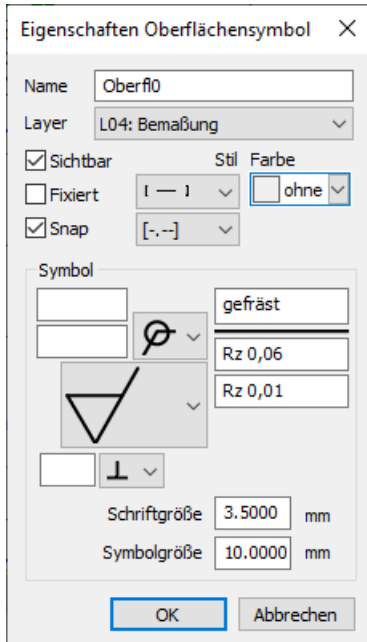 Eigenschaften Oberflächensymbol
Name Oberfl0
Layer L04: Bemaßung
Sichtbar Stil Farbe
Fixiert [ — ] ohne
Snap [-.--]
Symbol
gefräst
Rz 0,06
Rz 0,01
Schriftgröße 3.5000 mm
Symbolgröße 10.0000 mm
OK Abbrechen